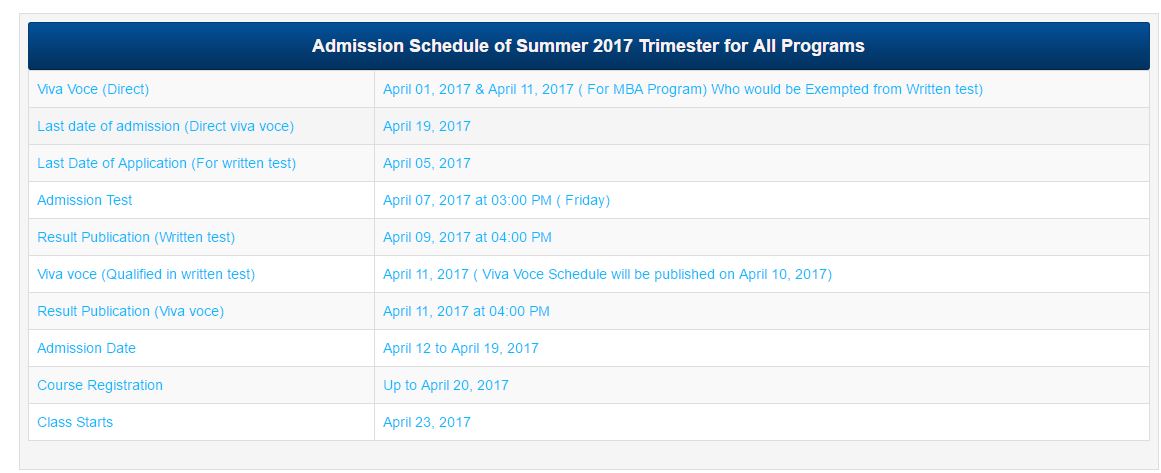 Admission Schedule of Summer 2017 Trimester for All Programs
Viva Voce (Direct) April 01, 2017 & April 11, 2017 ( For MBA Program) Who would be Exempted from Written test)
Last date of admission (Direct viva voce) April 19, 2017
Last Date of Application (For written test) April 05, 2017
Admission Test April 07, 2017 at 03:00 PM ( Friday)
Result Publication (Written test) April 09, 2017 at 04:00 PM
Viva voce (Qualified in written test) April 11, 2017 ( Viva Voce Schedule will be published on April 10, 2017)
Result Publication (Viva voce) April 11, 2017 at 04:00 PM
Admission Date April 12 to April 19, 2017
Course Registration Up to April 20, 2017
Class Starts April 23, 2017